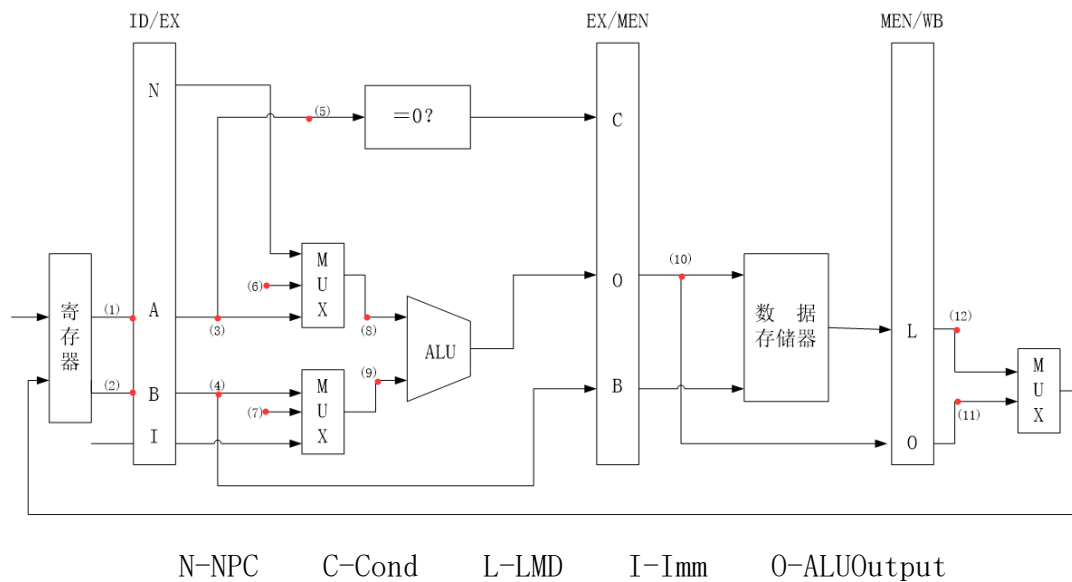 ID/EX
EX/MEN
MEN/WB
N
(5)
=0?
C
M
U
X
(6)
(10)
O
寄存器
(1)
A
(3)
(8)
ALU
数 据
存储器
L
(12)
M
U
X
(2)
B
(4)
M
U
X
(9)
(7)
B
(11)
I
O
N-NPC C-Cond L-LMD I-Imm O-ALUOutput